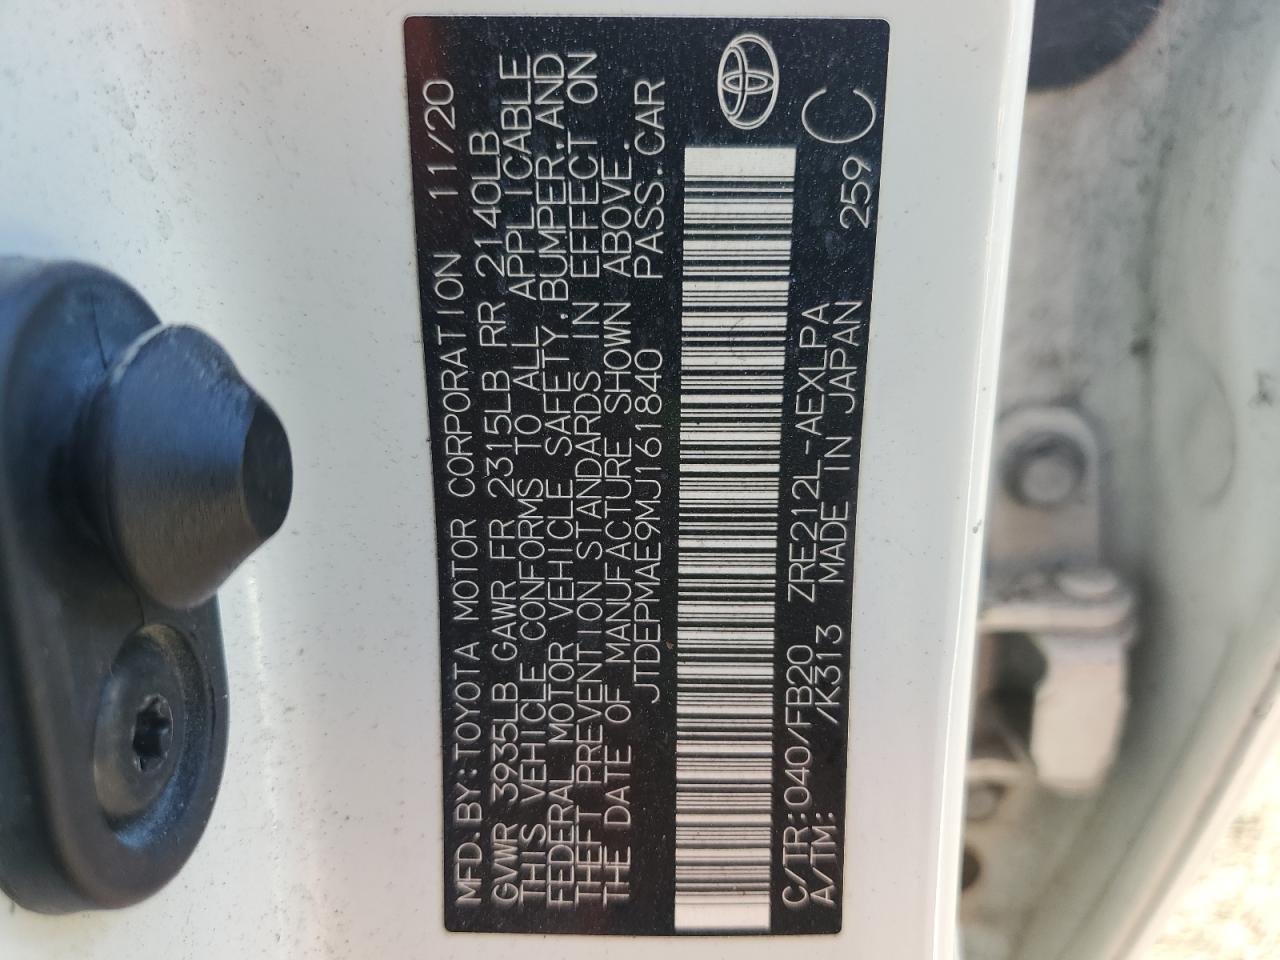 MFD.BY:TOYOTA MOTOR CORPORATION 11/20
GVWR 3935LB GAWR FR 2315LB RR 2140LB
THIS VEHICLE CONFORMS TO ALL APPLICABLE
FEDERAL MOTOR VEHICLE SAFETY,BUMPER,AND
THEFT PREVENTION STANDARDS IN EFFECT ON
THE DATE OF MANUFACTURE SHOWN ABOVE.
JTDEPMAE9MJ161840 PASS.CAR
C/TR:040/FB20 ZRE212L-AEXLPA 259 C
A/TM: /K313 MADE IN JAPAN